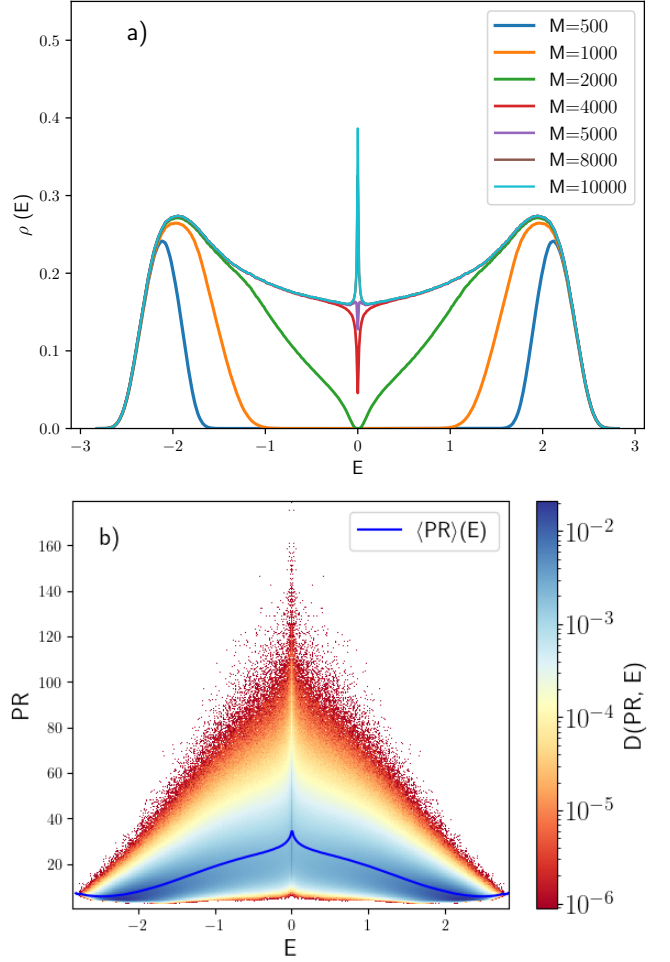 a)
M=500
M=1000
M=2000
M=4000
M=5000
M=8000
M=10000
0.5
0.4
0.3
0.2
0.1
0.0
ρ (E)
−3 −2 −1 0 1 2 3
E
b)
⟨PR⟩(E)
160
140
120
100
80
60
40
20
PR
−2 −1 0 1 2
E
10⁻²
10⁻³
10⁻⁴
10⁻⁵
10⁻⁶
D(PR, E)